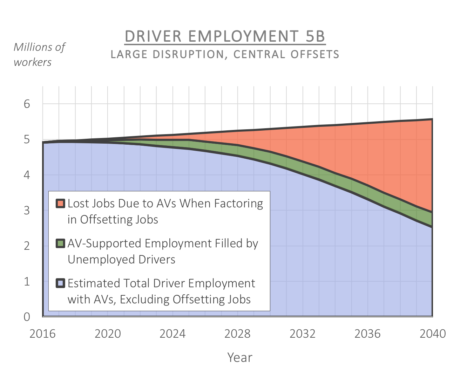 DRIVER EMPLOYMENT 5B
LARGE DISRUPTION, CENTRAL OFFSETS
Millions of
workers
6
5
4
3
2
1
0
Lost Jobs Due to AVs When Factoring
in Offsetting Jobs
AV-Supported Employment Filled by
Unemployed Drivers
Estimated Total Driver Employment
with AVs, Excluding Offsetting Jobs
2016 2020 2024 2028 2032 2036 2040
Year